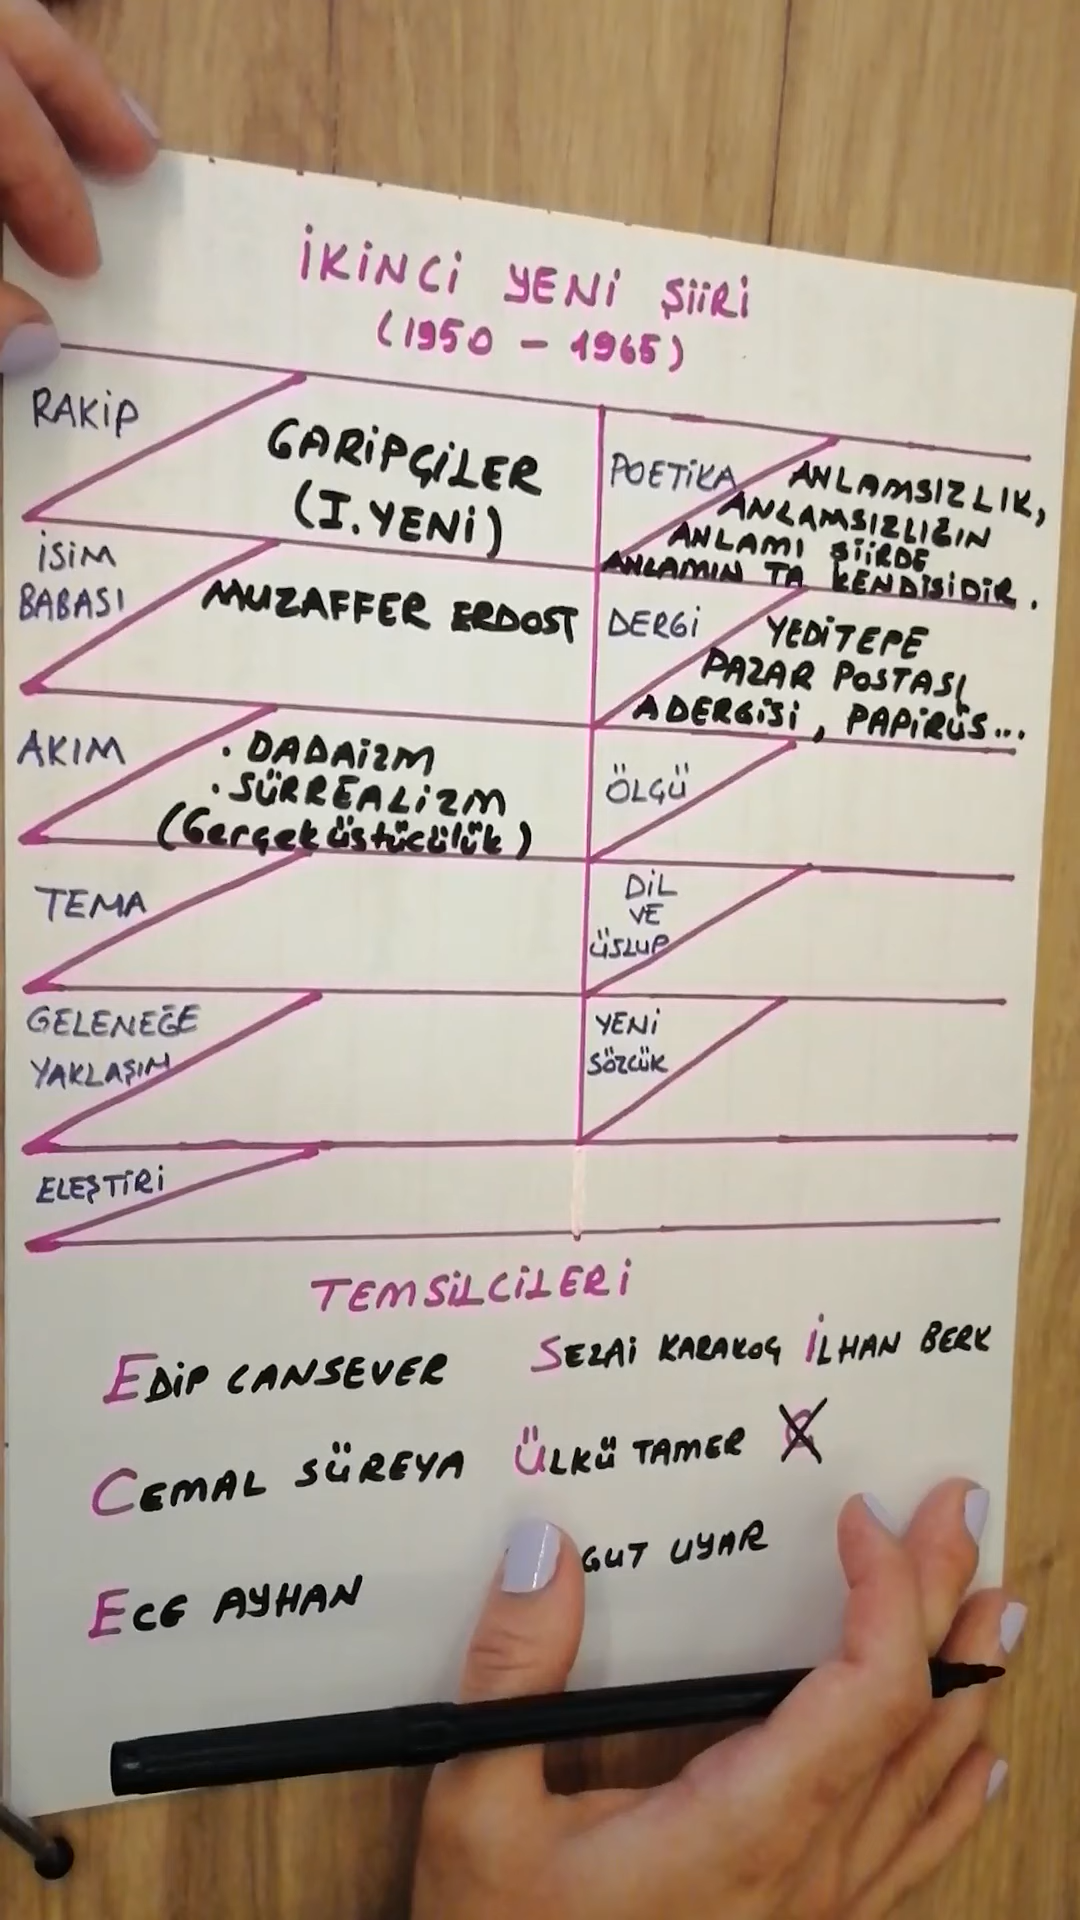 İKİNCİ YENİ ŞİİRİ
(1950 - 1965)
RAKİP
GARİPÇİLER
(I. YENİ)
POETİKA
ANLAMSIZLIK,
ANLAMSIZLIĞIN
ANLAMI ŞİİRDE
ANLAMIN TA KENDİSİDİR.
İSİM
BABASI
MUZAFFER ERDOST
DERGİ
YEDİTEPE
PAZAR POSTASI,
A DERGİSİ, PAPİRÜS...
AKIM
• DADAİZM
• SÜRREALİZM
(Gerçeküstücülük)
ÖLGÜ
TEMA
DİL
VE
ÜSLUP
GELENEĞE
YAKLAŞIM
YENİ
SÖZCÜK
ELEŞTİRİ
TEMSİLCİLERİ
EDİP CANSEVER
SEZAİ KARAKOÇ
İLHAN BERK
CEMAL SÜREYA
ÜLKÜ TAMER
ECE AYHAN
GUT UYAR